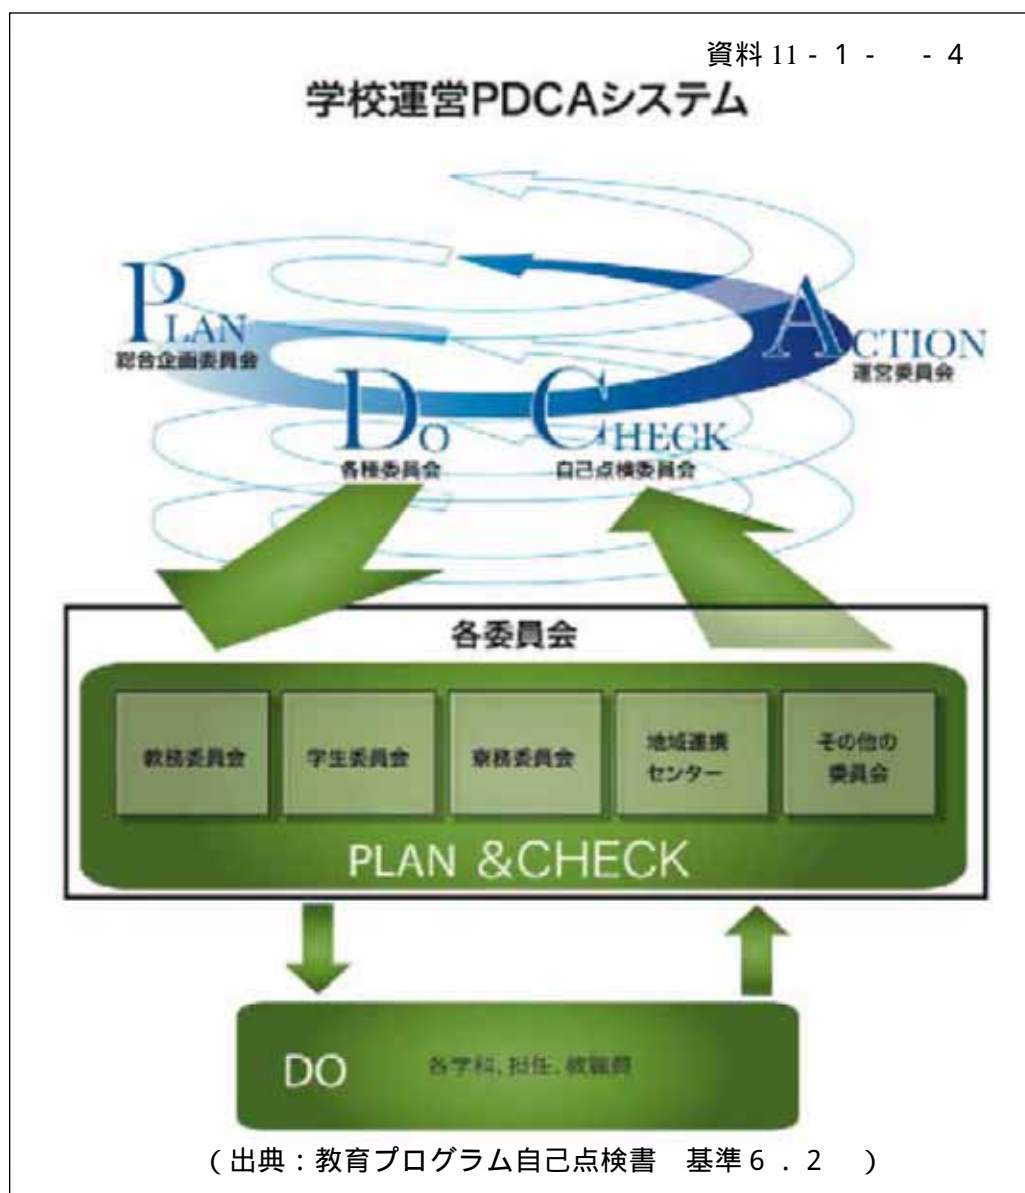 資料 11 - 1 -　 - 4
学校運営PDCAシステム
PLAN
総合企画委員会
ACTION
運営委員会
DO
各種委員会
CHECK
自己点検委員会
各委員会
教務委員会
学生委員会
寮務委員会
地域連携
センター
その他の
委員会
PLAN &CHECK
DO
各学科,担任,教職員
(出典:教育プログラム自己点検書　基準6.2　)